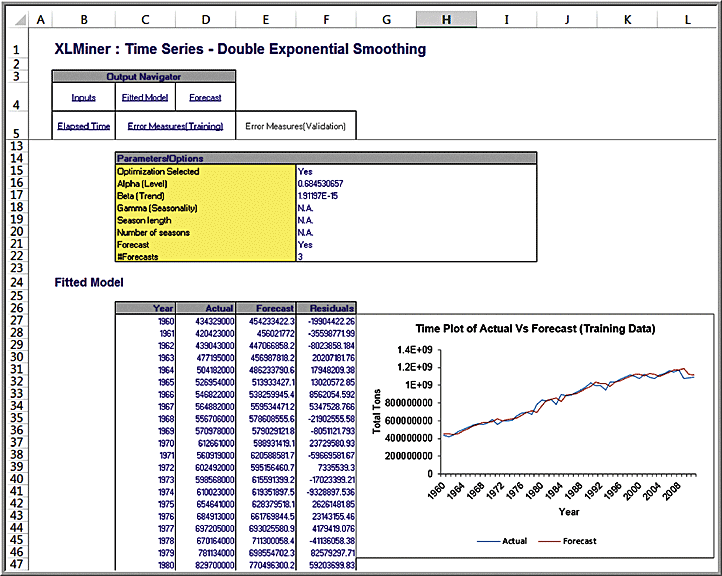 A B C D E F G H I J K L
1 XLMiner : Time Series - Double Exponential Smoothing
2
3 Output Navigator
4 Inputs Fitted Model Forecast
5 Elapsed Time Error Measures(Training) Error Measures(Validation)
13
14 Parameters/Options
15 Optimization Selected Yes
16 Alpha (Level) 0.684530657
17 Beta (Trend) 1.91197E-15
18 Gamma (Seasonality) N.A.
19 Season length N.A.
20 Number of seasons N.A.
21 Forecast Yes
22 #Forecasts 3
23
24 Fitted Model
25
26 Year Actual Forecast Residuals
27 1960 434329000 454233422.3 -19904422.26
28 1961 420423000 456021772 -35598771.99
29 1962 439043000 447066858.2 -8023858.184
30 1963 477195000 456987818.2 20207181.76
31 1964 504182000 486233790.6 17948209.38
32 1965 526954000 513933427.1 13020572.85
33 1966 546822000 538259945.4 8562054.592
34 1967 564882000 559534471.2 5347528.766
35 1968 556706000 578608555.6 -21902555.58
36 1969 570978000 579029121.8 -8051121.793
37 1970 612661000 588931419.1 23729580.93
38 1971 560919000 620588581.7 -59669581.67
39 1972 602492000 595156460.7 7335539.3
40 1973 598568000 615591399.2 -17023399.21
41 1974 610023000 619351897.5 -9328897.536
42 1975 654641000 628379518.1 26261481.85
43 1976 684913000 661769844.5 23143155.46
44 1977 697205000 693025580.9 4179419.076
45 1978 670164000 711300058.4 -41136058.38
46 1979 781134000 698554702.3 82579297.71
47 1980 829700000 770496300.2 59203699.83
Time Plot of Actual Vs Forecast (Training Data)
1.4E+09
1.2E+09
1E+09
800000000
600000000
400000000
200000000
0
Total Tons
1960 1964 1968 1972 1976 1980 1984 1988 1992 1996 2000 2004 2008
Year
Actual Forecast